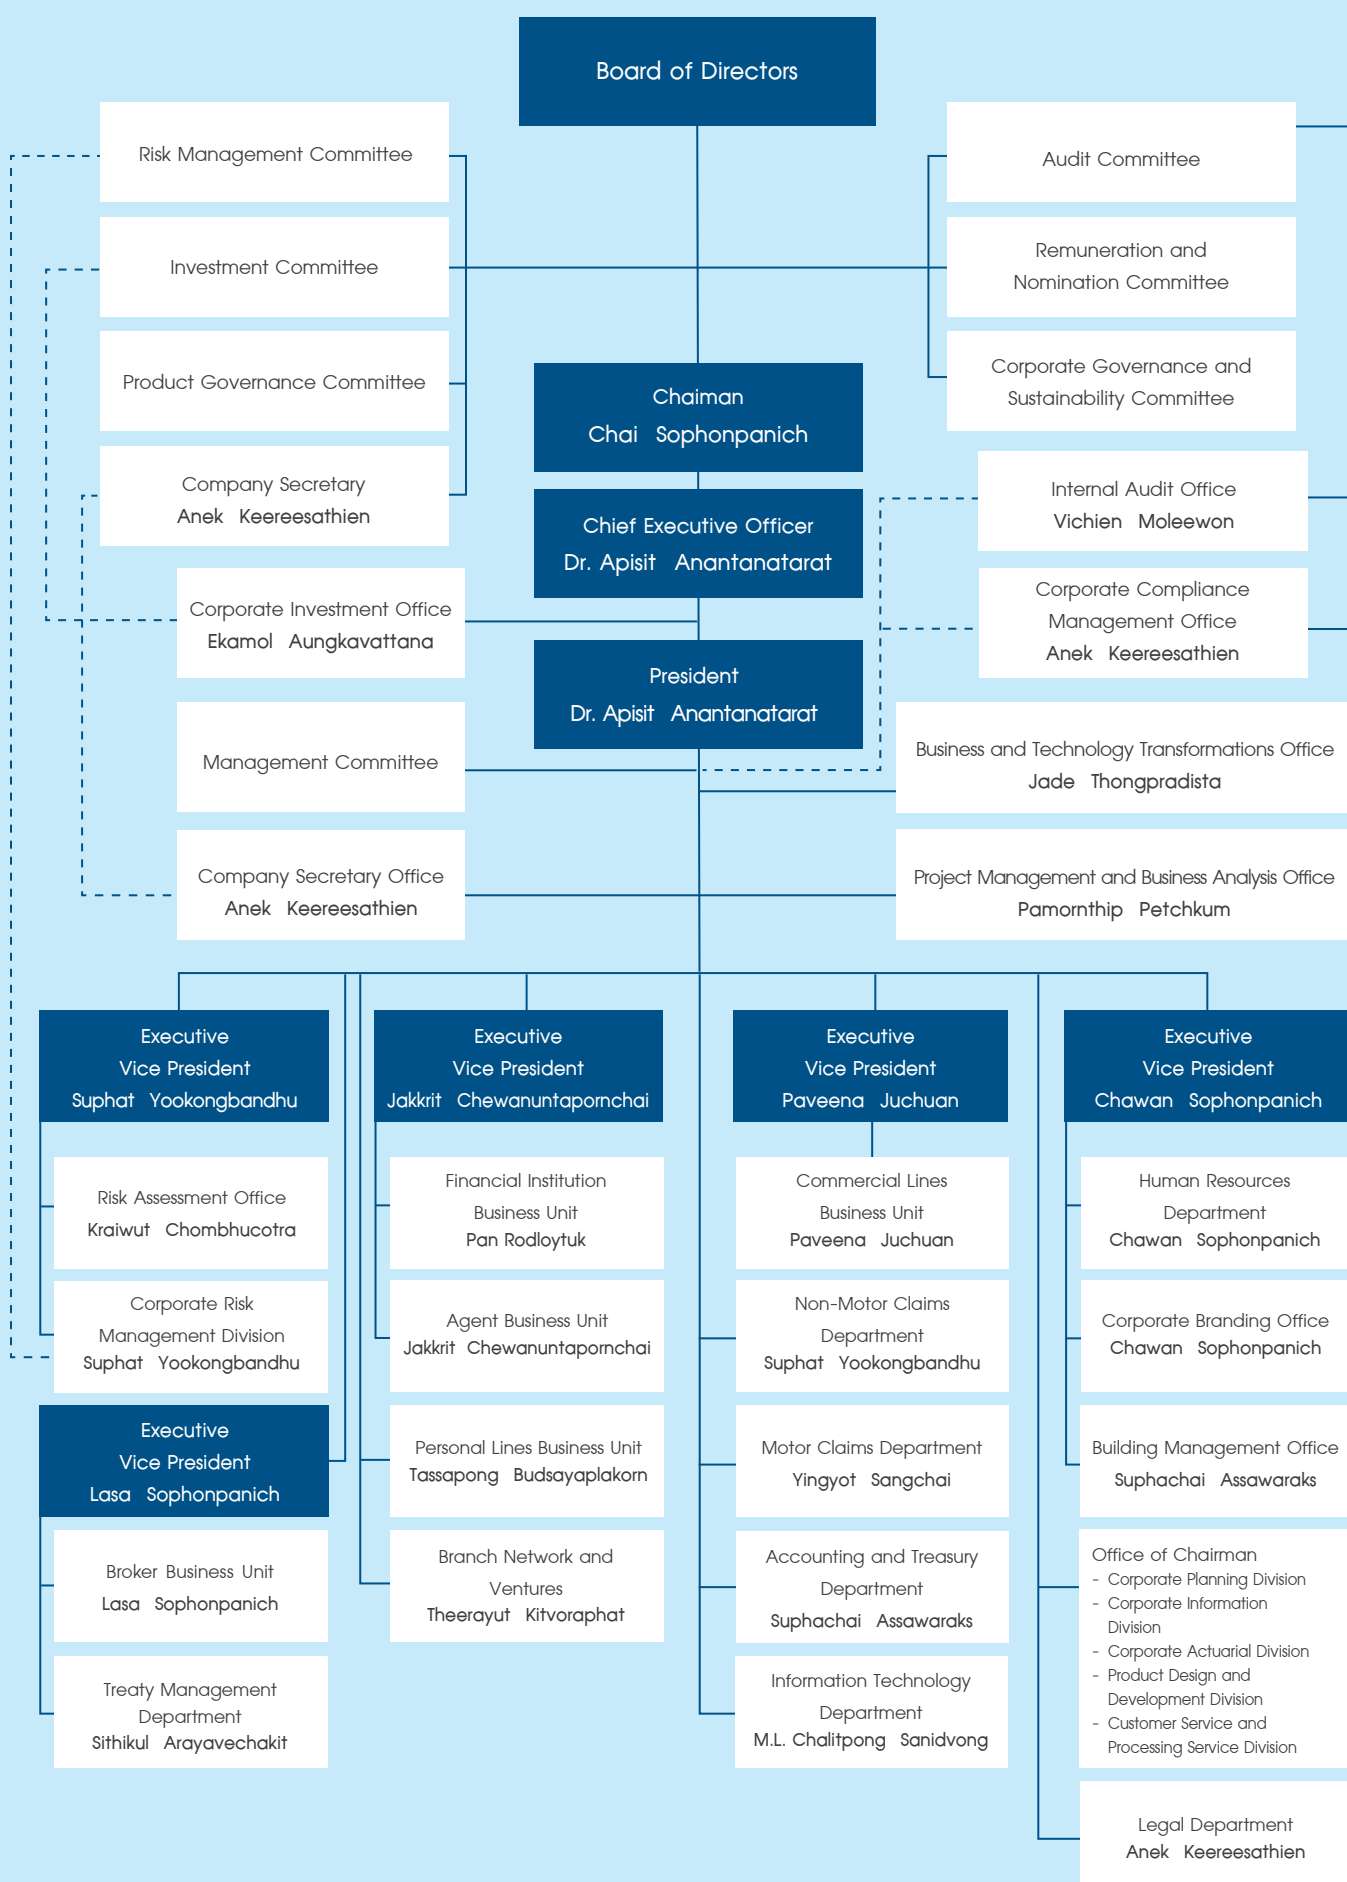 Board of Directors
Risk Management Committee
Investment Committee
Product Governance Committee
Company Secretary
Anek Keereesathien
Audit Committee
Remuneration and
Nomination Committee
Corporate Governance and
Sustainability Committee
Chaiman
Chai Sophonpanich
Chief Executive Officer
Dr. Apisit Anantanatarat
President
Dr. Apisit Anantanatarat
Internal Audit Office
Vichien Moleewon
Corporate Compliance
Management Office
Anek Keereesathien
Corporate Investment Office
Ekamol Aungkavattana
Management Committee
Company Secretary Office
Anek Keereesathien
Business and Technology Transformations Office
Jade Thongpradista
Project Management and Business Analysis Office
Pamornthip Petchkum
Executive
Vice President
Suphat Yookongbandhu
Risk Assessment Office
Kraiwut Chombhucotra
Corporate Risk
Management Division
Suphat Yookongbandhu
Executive
Vice President
Lasa Sophonpanich
Broker Business Unit
Lasa Sophonpanich
Treaty Management
Department
Sithikul Arayavechakit
Executive
Vice President
Jakkrit Chewanuntapornchai
Financial Institution
Business Unit
Pan Rodloytuk
Agent Business Unit
Jakkrit Chewanuntapornchai
Personal Lines Business Unit
Tassapong Budsayaplakorn
Branch Network and
Ventures
Theerayut Kitvoraphat
Executive
Vice President
Paveena Juchuan
Commercial Lines
Business Unit
Paveena Juchuan
Non-Motor Claims
Department
Suphat Yookongbandhu
Motor Claims Department
Yingyot Sangchai
Accounting and Treasury
Department
Suphachai Assawaraks
Information Technology
Department
M.L. Chalitpong Sanidvong
Executive
Vice President
Chawan Sophonpanich
Human Resources
Department
Chawan Sophonpanich
Corporate Branding Office
Chawan Sophonpanich
Building Management Office
Suphachai Assawaraks
Office of Chairman
- Corporate Planning Division
- Corporate Information
Division
- Corporate Actuarial Division
- Product Design and
Development Division
- Customer Service and
Processing Service Division
Legal Department
Anek Keereesathien